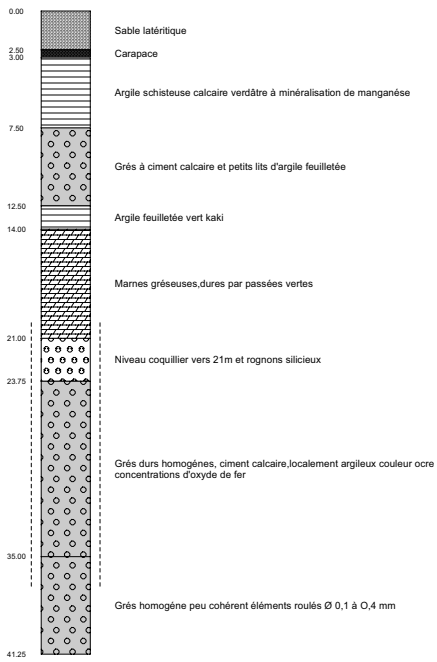 0.00
Sable latéritique
2.50
Carapace
3.00
Argile schisteuse calcaire verdâtre à minéralisation de manganése
7.50
Grés à ciment calcaire et petits lits d'argile feuilletée
12.50
Argile feuilletée vert kaki
14.00
Marnes gréseuses,dures par passées vertes
21.00
Niveau coquillier vers 21m et rognons silicieux
23.75
Grés durs homogènes, ciment calcaire,localement argileux couleur ocre
concentrations d'oxyde de fer
35.00
Grés homogéne peu cohérent éléments roulés Ø 0,1 à O,4 mm
41.25